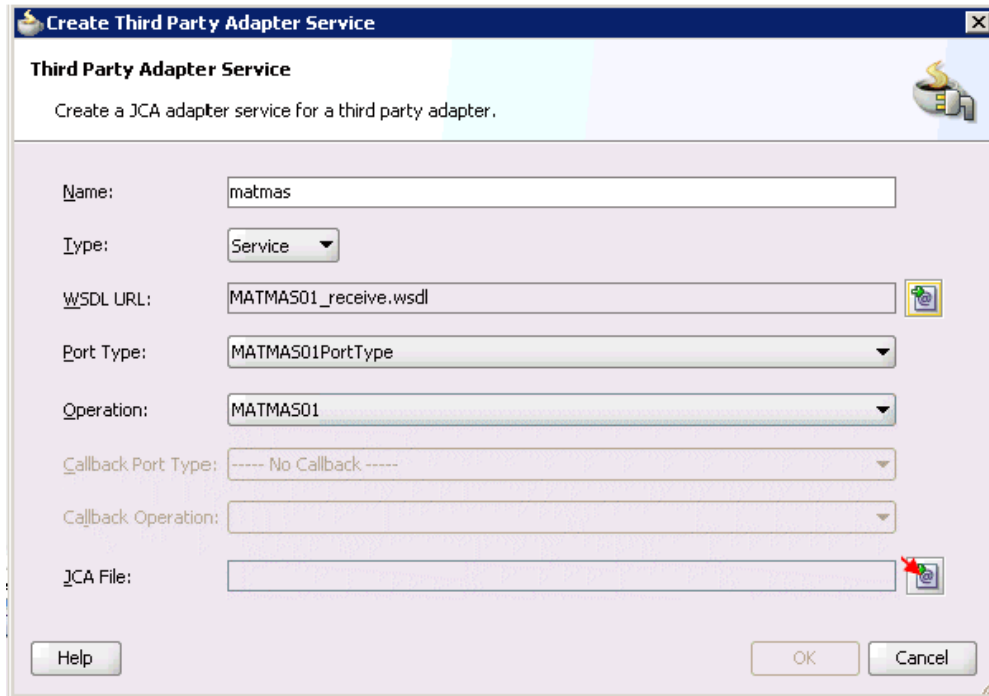 Create Third Party Adapter Service
Third Party Adapter Service
Create a JCA adapter service for a third party adapter.
Name: matmas
Type: Service
WSDL URL: MATMAS01_receive.wsdl
Port Type: MATMAS01PortType
Operation: MATMAS01
Callback Port Type: ----- No Callback -----
Callback Operation:
JCA File:
Help OK Cancel